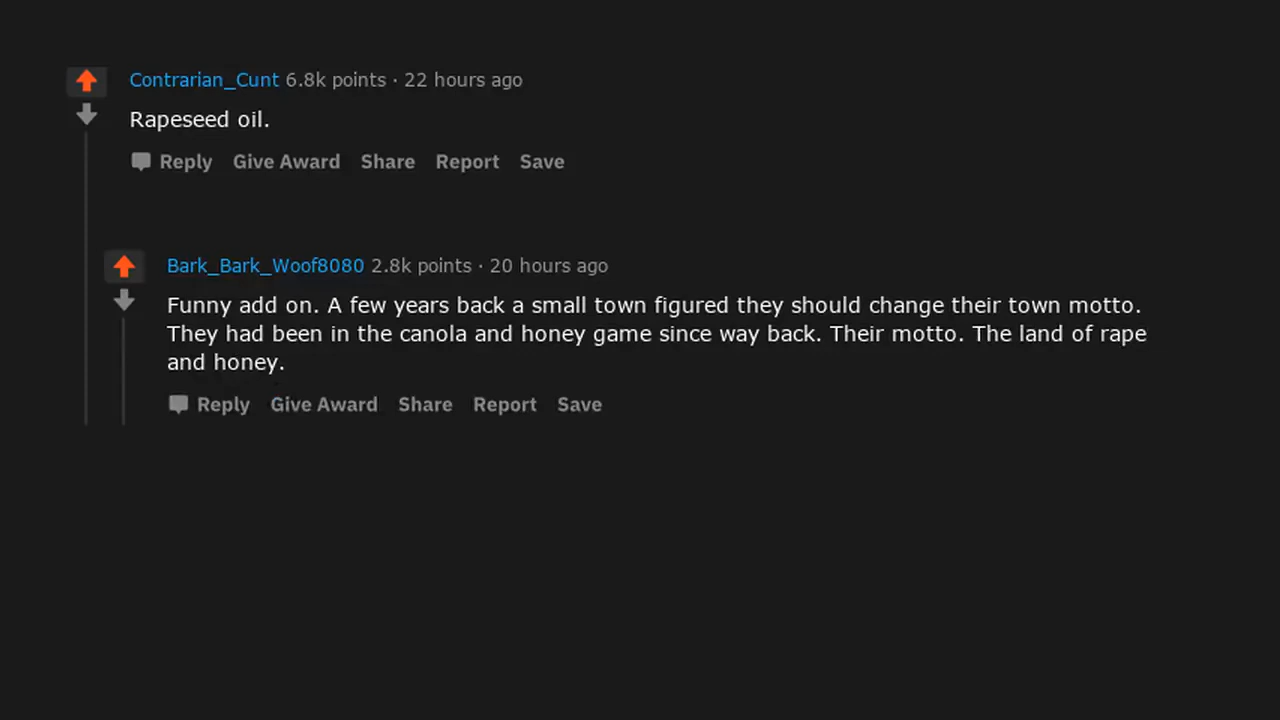 Contrarian_Cunt 6.8k points · 22 hours ago
Rapeseed oil.
Reply Give Award Share Report Save
Bark_Bark_Woof8080 2.8k points · 20 hours ago
Funny add on. A few years back a small town figured they should change their town motto.
They had been in the canola and honey game since way back. Their motto. The land of rape
and honey.
Reply Give Award Share Report Save